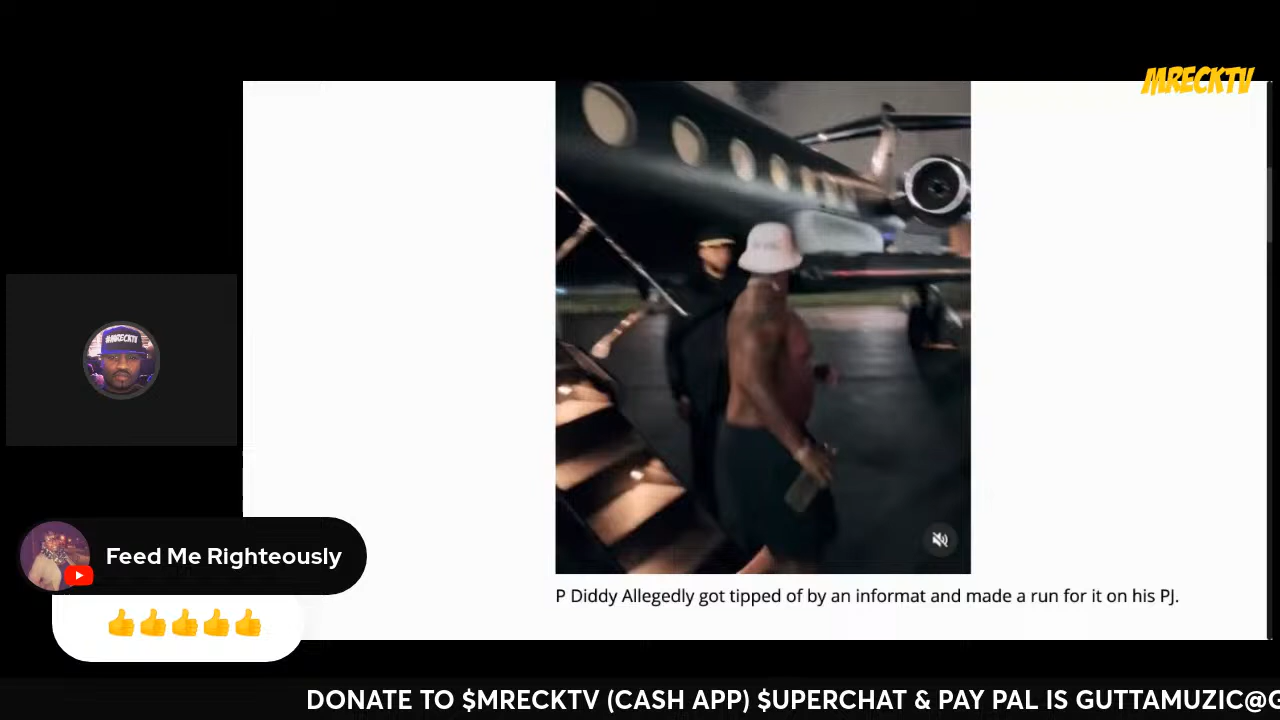 MRECKTV
#MRECKTV
Feed Me Righteously
👍👍👍👍👍
P Diddy Allegedly got tipped of by an informat and made a run for it on his PJ.
DONATE TO $MRECKTV (CASH APP) $UPERCHAT & PAY PAL IS GUTTAMUZIC@